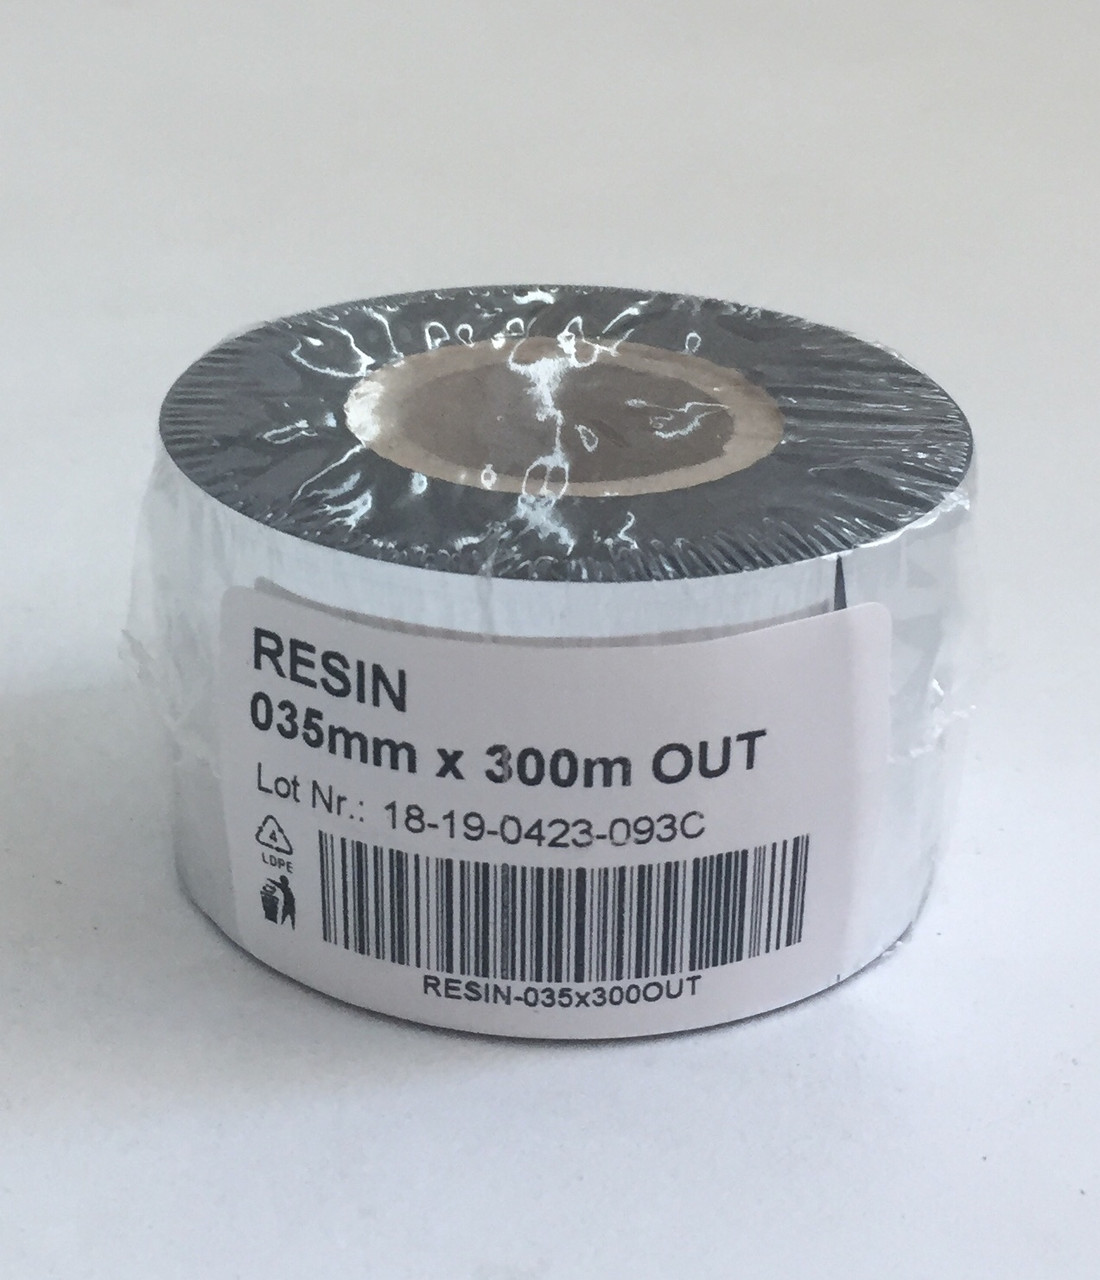 RESIN
035mm x 300m OUT
Lot Nr.: 18-19-0423-093C
4
LDPE
RESIN-035x300OUT